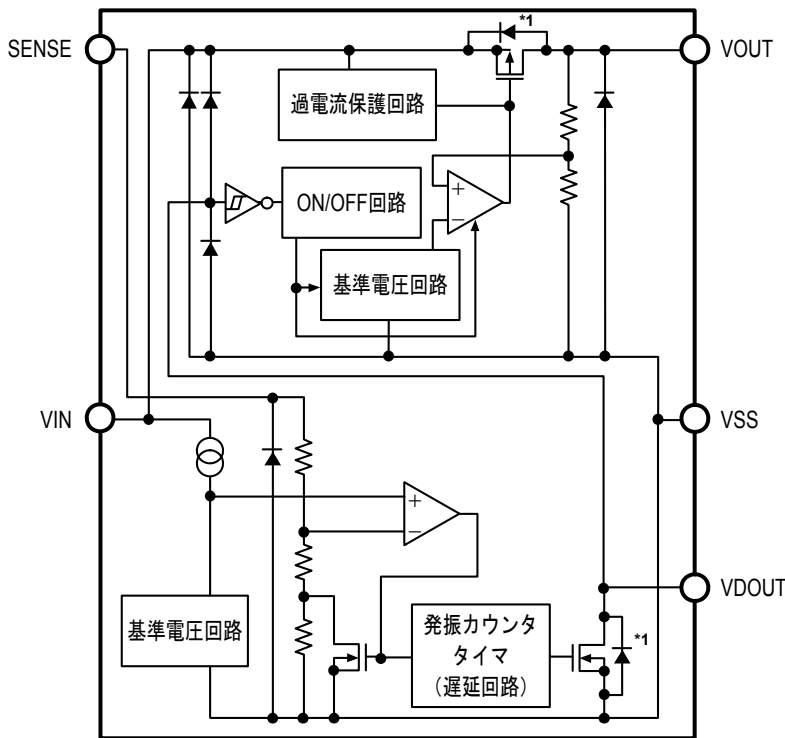 *1
SENSE
VOUT
過電流保護回路
+
−
ON/OFF回路
基準電圧回路
VIN
VSS
+
−
VDOUT
基準電圧回路
発振カウンタ
タイマ
（遅延回路）
*1